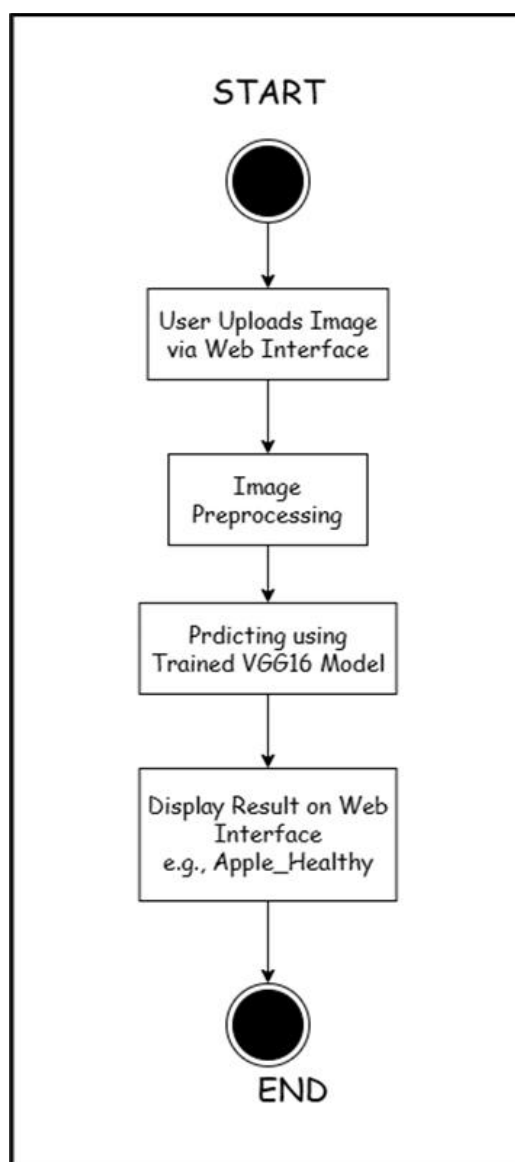 START
User Uploads Image
via Web Interface
Image
Preprocessing
Prdicting using
Trained VGG16 Model
Display Result on Web
Interface
e.g., Apple_Healthy
END